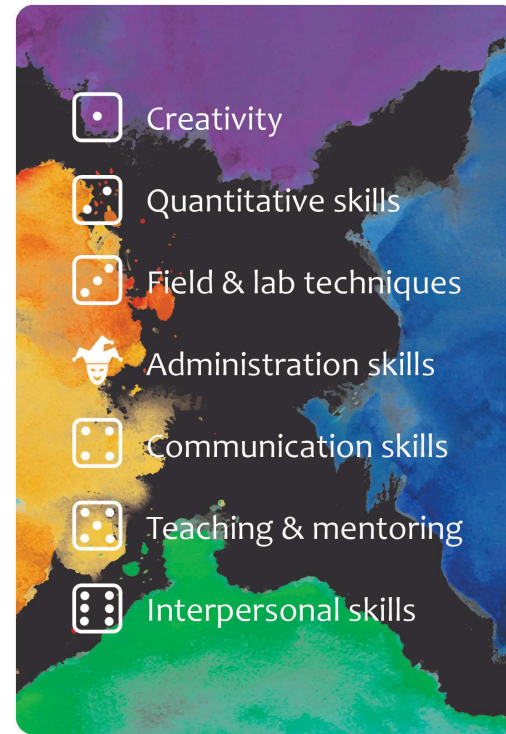 Creativity
Quantitative skills
Field & lab techniques
Administration skills
Communication skills
Teaching & mentoring
Interpersonal skills